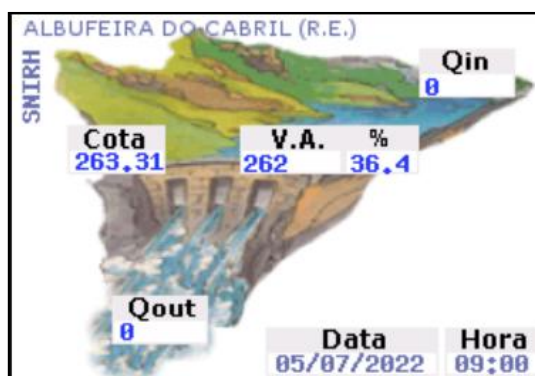 ALBUFEIRA DO CABRIL (R.E.)
SNIRH
Qin
0
Cota
263.31
V.A. %
262 36.4
Qout
0
Data Hora
05/07/2022 09:00